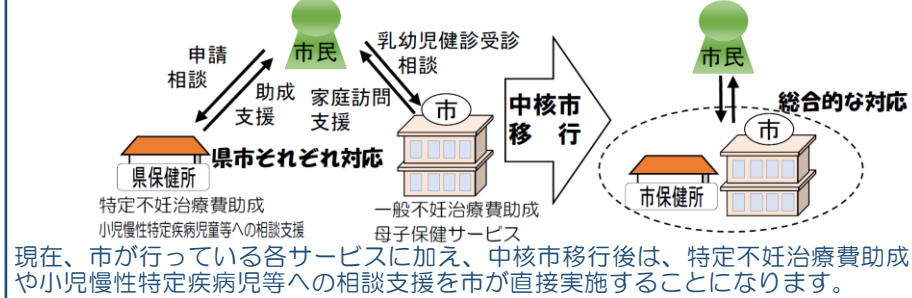 市民
申請
相談
助成
支援
乳幼児健診受診
相談
家庭訪問
支援
市
県市それぞれ対応
県保健所
特定不妊治療費助成
小児慢性特定疾病児童等への相談支援
一般不妊治療費助成
母子保健サービス
中核市
移行
市民
総合的な対応
市
市保健所
現在、市が行っている各サービスに加え、中核市移行後は、特定不妊治療費助成
や小児慢性特定疾病児等への相談支援を市が直接実施することになります。